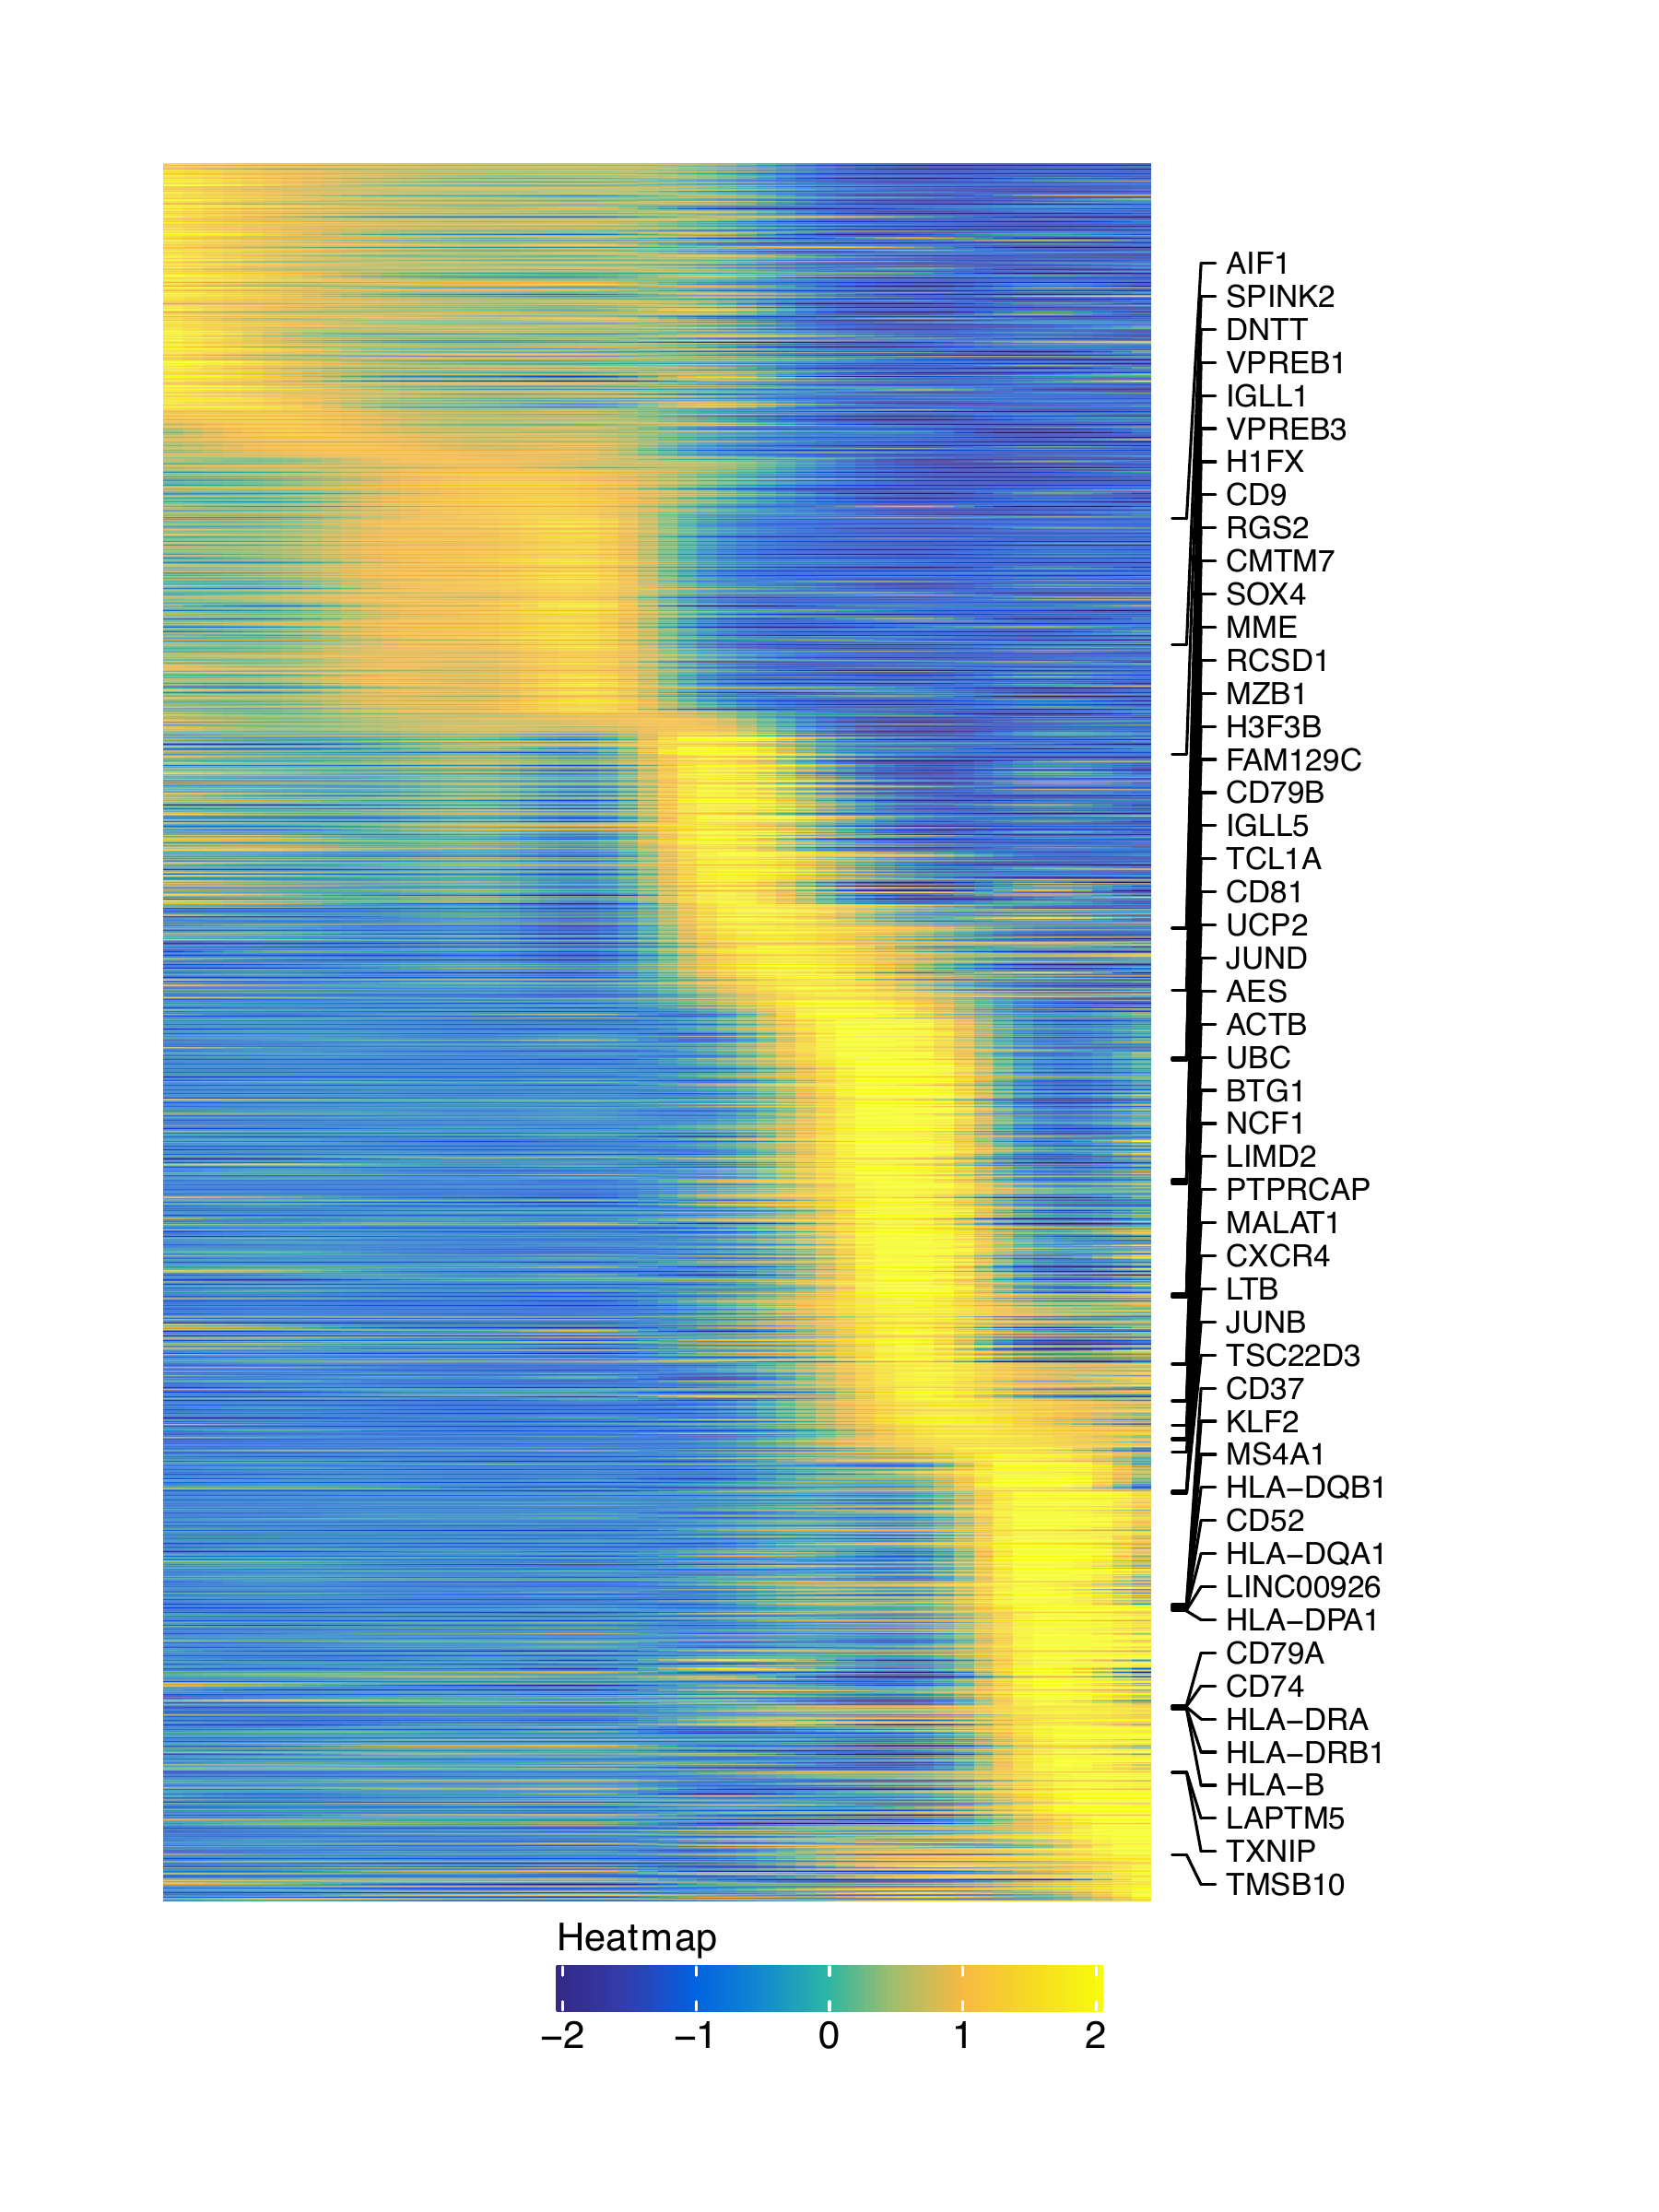 AIF1
SPINK2
DNTT
VPREB1
IGLL1
VPREB3
H1FX
CD9
RGS2
CMTM7
SOX4
MME
RCSD1
MZB1
H3F3B
FAM129C
CD79B
IGLL5
TCL1A
CD81
UCP2
JUND
AES
ACTB
UBC
BTG1
NCF1
LIMD2
PTPRCAP
MALAT1
CXCR4
LTB
JUNB
TSC22D3
CD37
KLF2
MS4A1
HLA−DQB1
CD52
HLA−DQA1
LINC00926
HLA−DPA1
CD79A
CD74
HLA−DRA
HLA−DRB1
HLA−B
LAPTM5
TXNIP
TMSB10
Heatmap
−2 −1 0 1 2